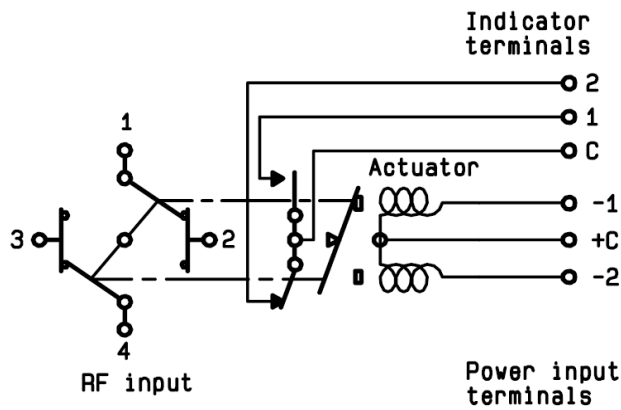 Indicator
terminals
2
1
1
C
Actuator
-1
3
2
+C
-2
4
RF input
Power input
terminals